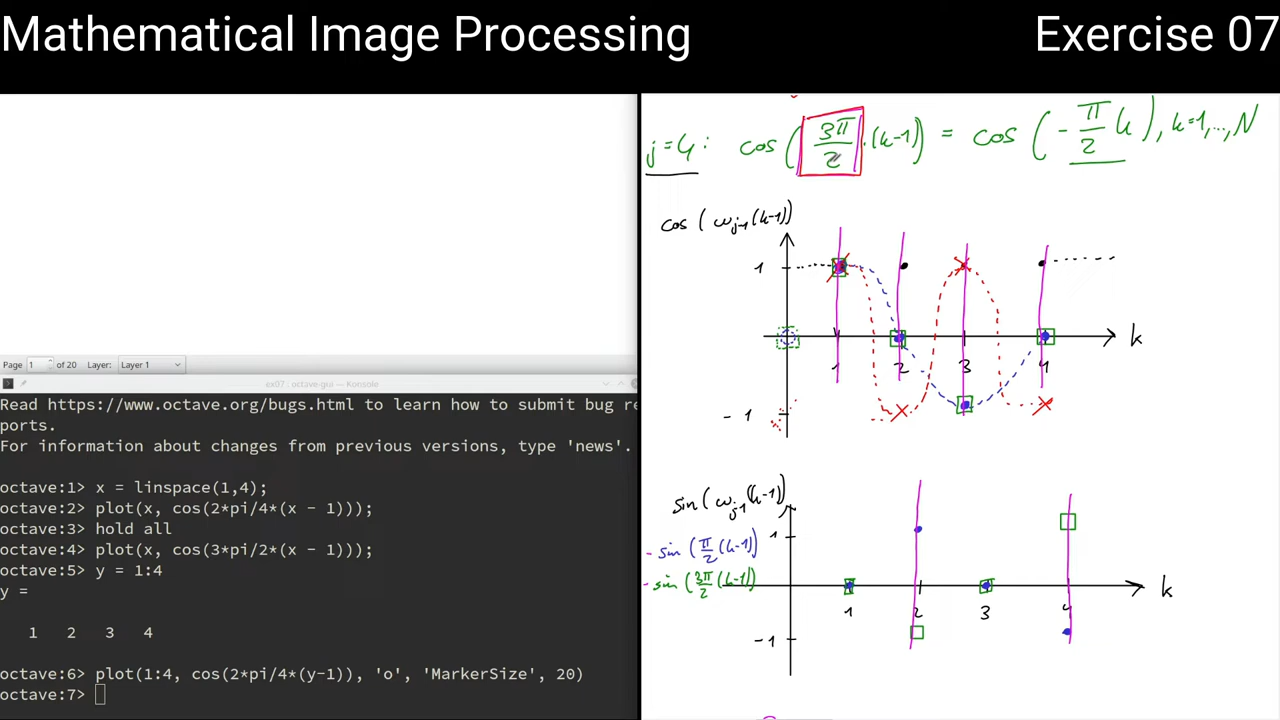 Mathematical Image Processing
Exercise 07
Page 1 of 20 Layer: Layer 1
ex07 : octave-gui — Konsole
Read https://www.octave.org/bugs.html to learn how to submit bug re
ports.
For information about changes from previous versions, type 'news'.
octave:1> x = linspace(1,4);
octave:2> plot(x, cos(2*pi/4*(x - 1)));
octave:3> hold all
octave:4> plot(x, cos(3*pi/2*(x - 1)));
octave:5> y = 1:4
y =
1 2 3 4
octave:6> plot(1:4, cos(2*pi/4*(y-1)), 'o', 'MarkerSize', 20)
octave:7>
j=4: cos(3π/2·(k-1)) = cos(-π/2 k), k=1,...,N
cos(ω_{j-1}(k-1))
1
k
1 2 3 4
-1
sin(ω_{j-1}(k-1))
1
- sin(π/2(k-1))
- sin(3π/2(k-1))
k
1 2 3 4
-1